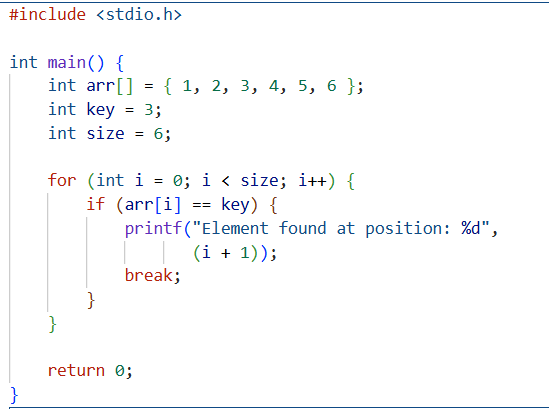 #include <stdio.h>
int main() {
int arr[] = { 1, 2, 3, 4, 5, 6 };
int key = 3;
int size = 6;
for (int i = 0; i < size; i++) {
if (arr[i] == key) {
printf("Element found at position: %d",
(i + 1));
break;
}
}
return 0;
}